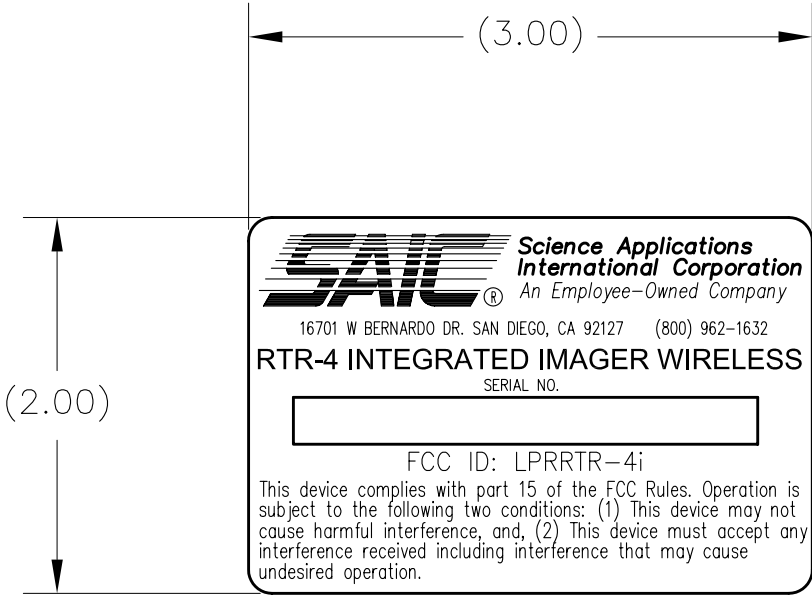 (3.00)
(2.00)
SAIC®
Science Applications
International Corporation
An Employee-Owned Company
16701 W BERNARDO DR. SAN DIEGO, CA 92127 (800) 962-1632
RTR-4 INTEGRATED IMAGER WIRELESS
SERIAL NO.
FCC ID: LPRRTR-4i
This device complies with part 15 of the FCC Rules. Operation is
subject to the following two conditions: (1) This device may not
cause harmful interference, and, (2) This device must accept any
interference received including interference that may cause
undesired operation.